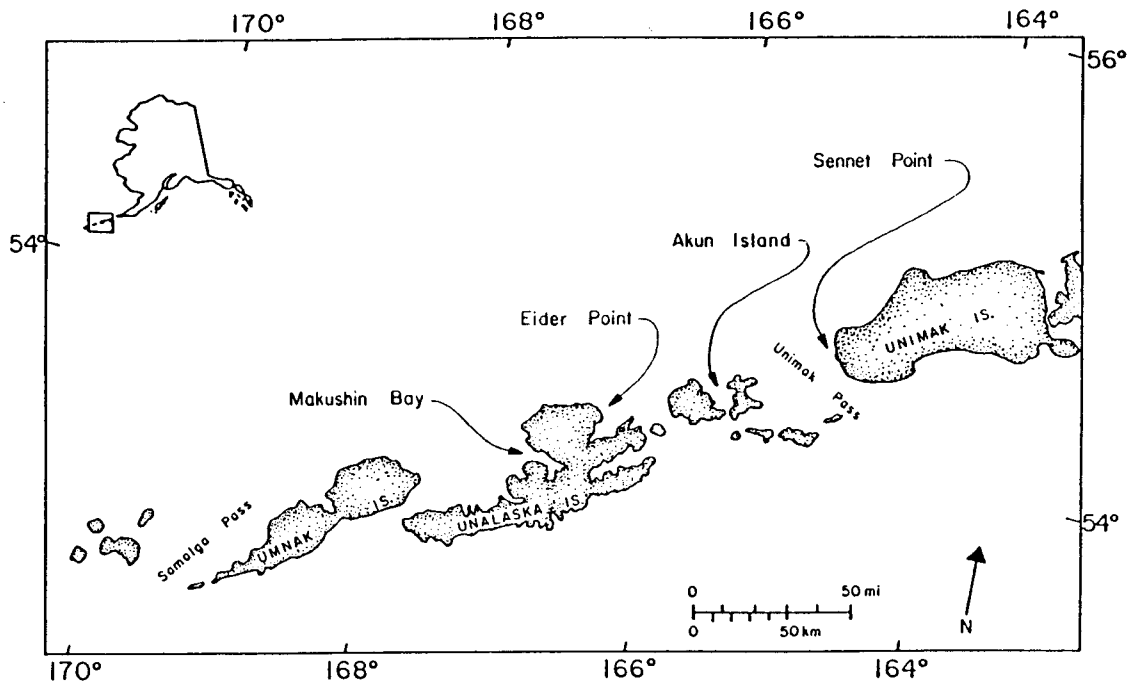 170°
168°
166°
164°
56°
Sennet Point
54°
Akun Island
Eider Point
UNIMAK IS.
Unimak Pass
Makushin Bay
Samalga Pass
UMNAK IS.
UNALASKA IS.
54°
0 50 mi
0 50 km
N
170°
168°
166°
164°